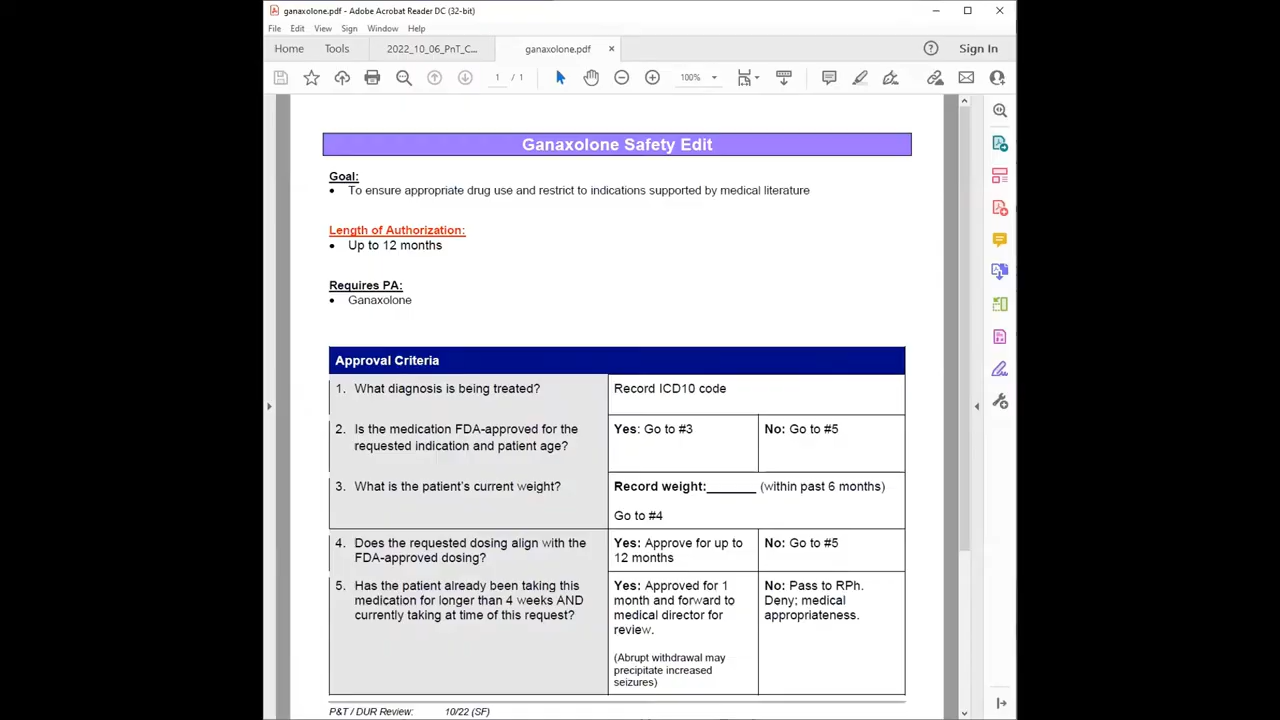 ganaxolone.pdf - Adobe Acrobat Reader DC (32-bit)
File Edit View Sign Window Help
Home Tools 2022_10_06_PnT_C... ganaxolone.pdf × ? Sign In
1 / 1 100%
Ganaxolone Safety Edit
Goal:
• To ensure appropriate drug use and restrict to indications supported by medical literature
Length of Authorization:
• Up to 12 months
Requires PA:
• Ganaxolone
Approval Criteria
1. What diagnosis is being treated?
Record ICD10 code
2. Is the medication FDA-approved for the
requested indication and patient age?
Yes: Go to #3
No: Go to #5
3. What is the patient's current weight?
Record weight:_______ (within past 6 months)
Go to #4
4. Does the requested dosing align with the
FDA-approved dosing?
Yes: Approve for up to
12 months
No: Go to #5
5. Has the patient already been taking this
medication for longer than 4 weeks AND
currently taking at time of this request?
Yes: Approved for 1
month and forward to
medical director for
review.
(Abrupt withdrawal may
precipitate increased
seizures)
No: Pass to RPh.
Deny; medical
appropriateness.
P&T / DUR Review: 10/22 (SF)